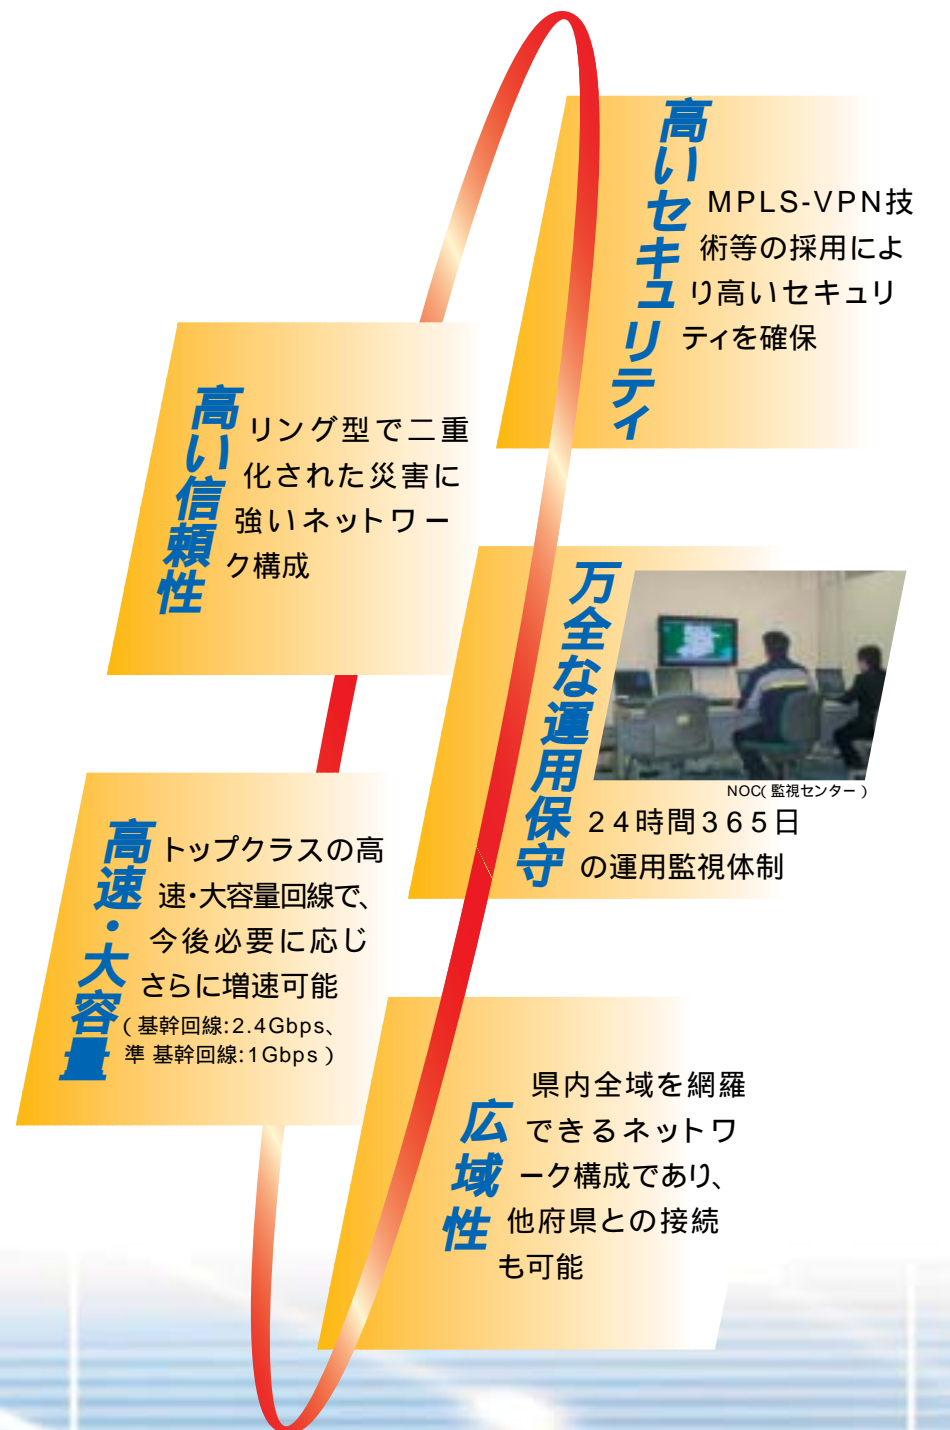 高いセキュリティ
MPLS-VPN技
術等の採用によ
り高いセキュリ
ティを確保
高い信頼性
リング型で二重
化された災害に
強いネットワー
ク構成
万全な運用保守
NOC(監視センター)
24時間365日
の運用監視体制
高速・大容量
トップクラスの高
速・大容量回線で、
今後必要に応じ
さらに増速可能
(基幹回線:2.4Gbps、
準 基幹回線:1Gbps)
広域性
県内全域を網羅
できるネットワ
ーク構成であり、
他府県との接続
も可能